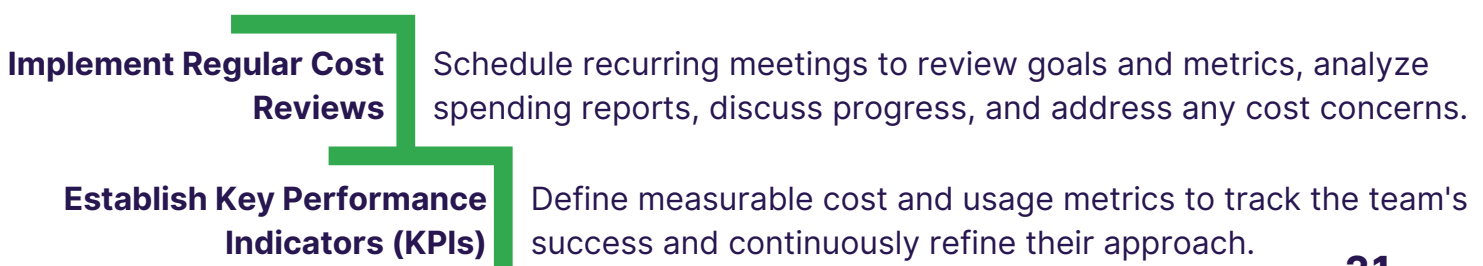 Implement Regular Cost
Reviews
Schedule recurring meetings to review goals and metrics, analyze
spending reports, discuss progress, and address any cost concerns.
Establish Key Performance
Indicators (KPIs)
Define measurable cost and usage metrics to track the team's
success and continuously refine their approach.